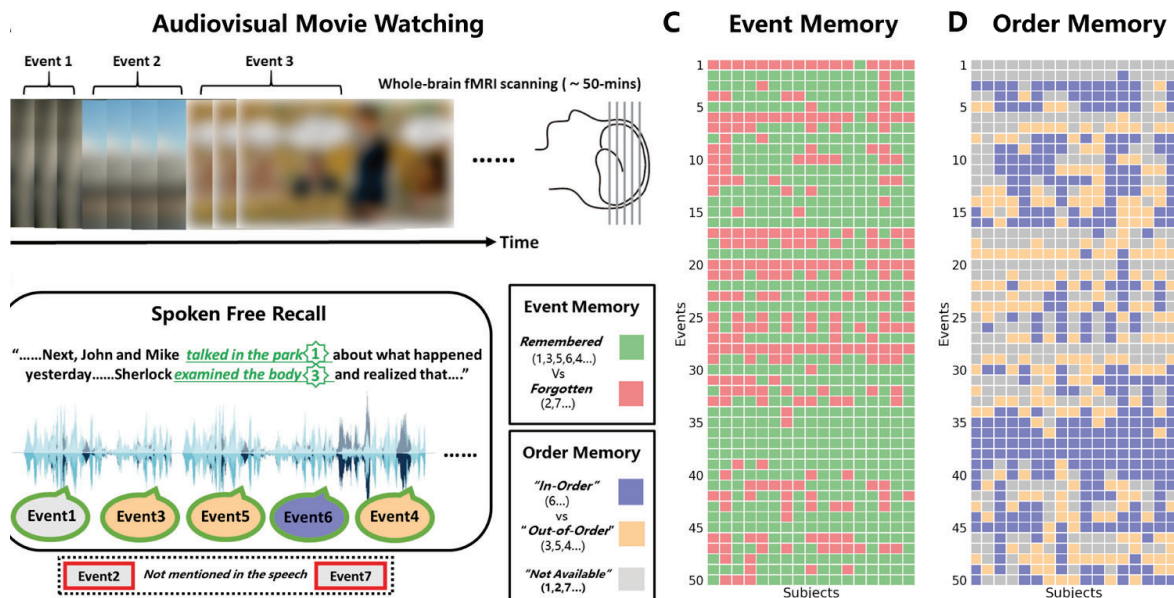 Audiovisual Movie Watching
Event 1
Event 2
Event 3
Whole-brain fMRI scanning ( ~ 50-mins)
......
Time
Spoken Free Recall
“......Next, John and Mike talked in the park 1 about what happened
yesterday......Sherlock examined the body 3 and realized that....”
......
Event1
Event3
Event5
Event6
Event4
Event2
Not mentioned in the speech
Event7
Event Memory
Remembered
(1,3,5,6,4...)
Vs
Forgotten
(2,7...)
Order Memory
“In-Order”
(6...)
vs
“Out-of-Order”
(3,5,4...)
“Not Available”
(1,2,7...)
C Event Memory
1
5
10
15
20
25
30
35
40
45
50
Events
Subjects
D Order Memory
1
5
10
15
20
25
30
35
40
45
50
Events
Subjects